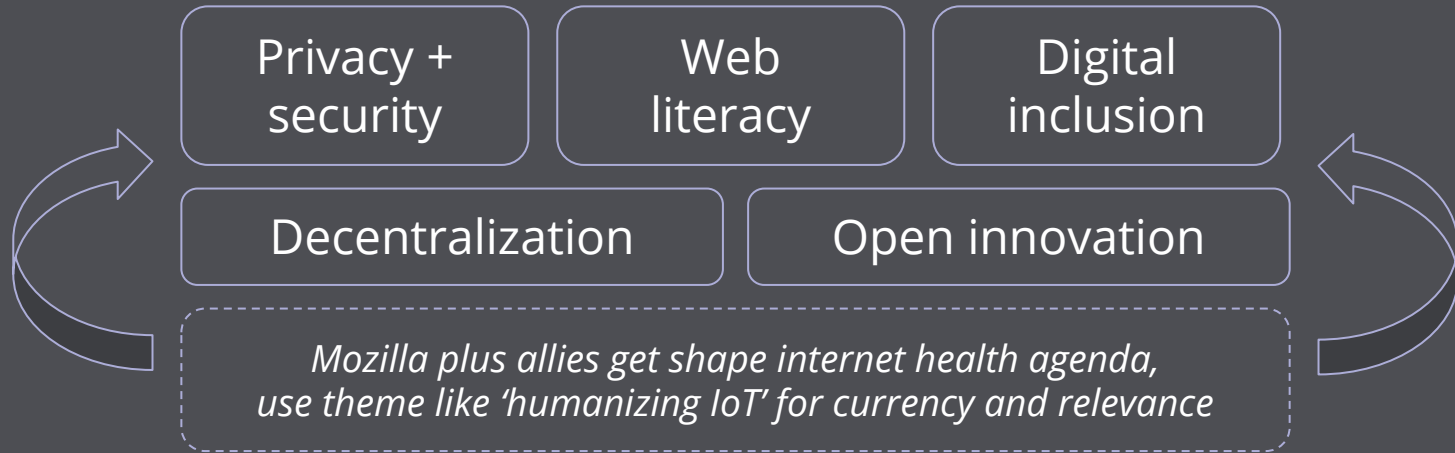 Privacy +
security
Web
literacy
Digital
inclusion
Decentralization
Open innovation
Mozilla plus allies get shape internet health agenda,
use theme like ‘humanizing IoT’ for currency and relevance